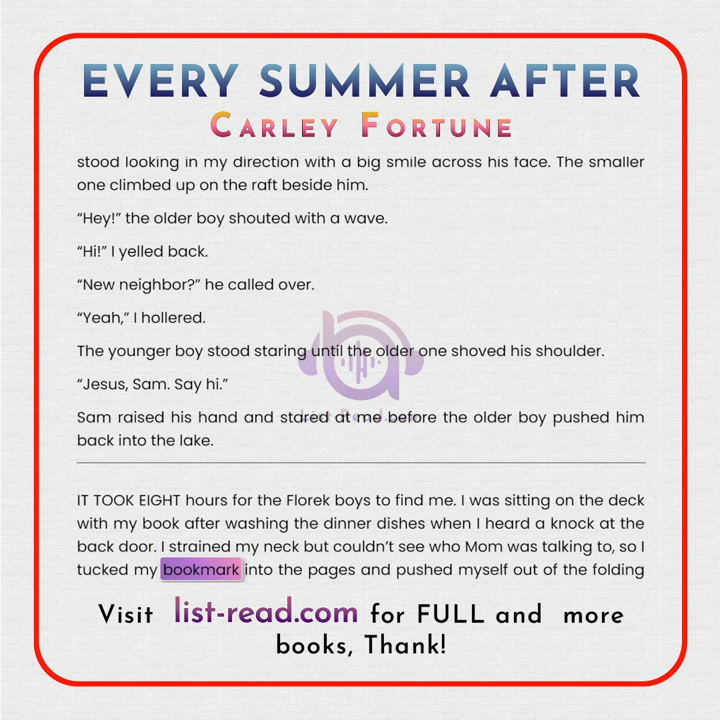 EVERY SUMMER AFTER
CARLEY FORTUNE
stood looking in my direction with a big smile across his face. The smaller
one climbed up on the raft beside him.
“Hey!” the older boy shouted with a wave.
“Hi!” I yelled back.
“New neighbor?” he called over.
“Yeah,” I hollered.
The younger boy stood staring until the older one shoved his shoulder.
“Jesus, Sam. Say hi.”
Sam raised his hand and stared at me before the older boy pushed him
back into the lake.
IT TOOK EIGHT hours for the Florek boys to find me. I was sitting on the deck
with my book after washing the dinner dishes when I heard a knock at the
back door. I strained my neck but couldn’t see who Mom was talking to, so I
tucked my bookmark into the pages and pushed myself out of the folding
Visit list-read.com for FULL and more
books, Thank!